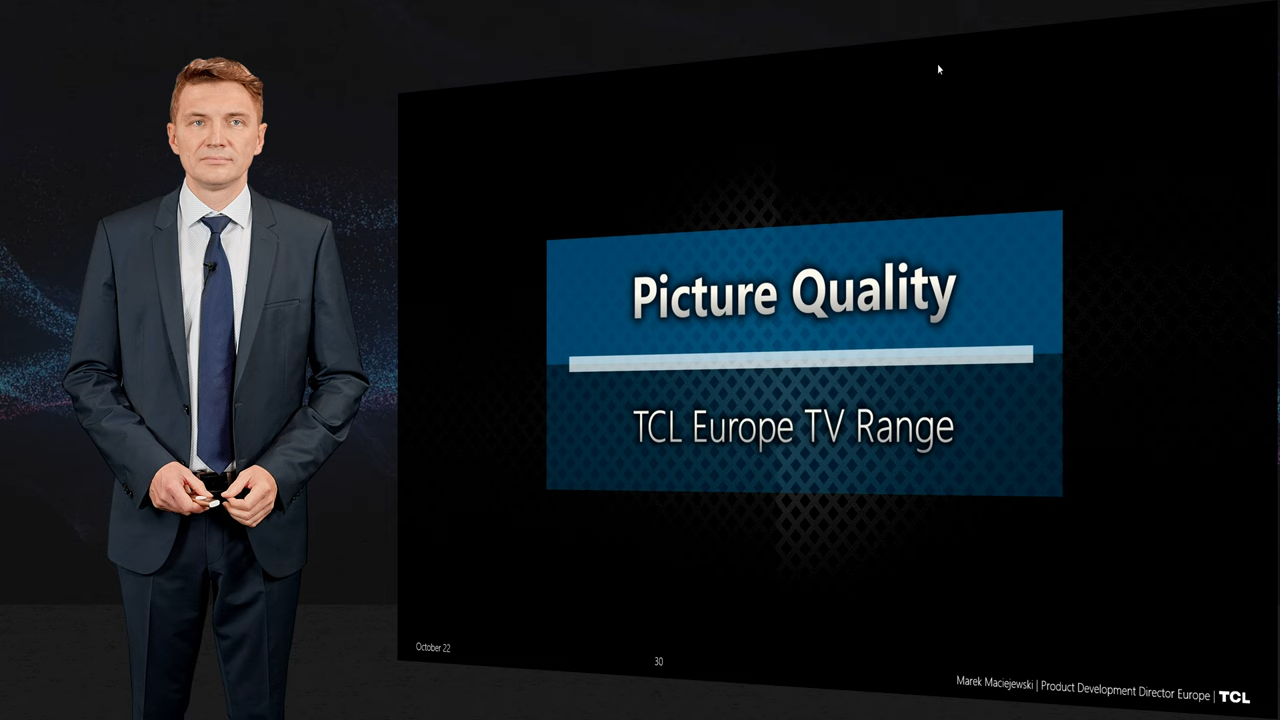 Picture Quality
TCL Europe TV Range
October 22
30
Marek Maciejewski | Product Development Director Europe | TCL